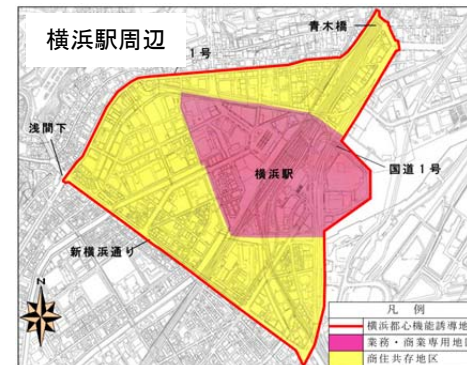 横浜駅周辺
青木橋
1号
浅間下
国道1号
横浜駅
新横浜通り
N
凡例
横浜都心機能誘導地
業務・商業専用地区
商住共存地区